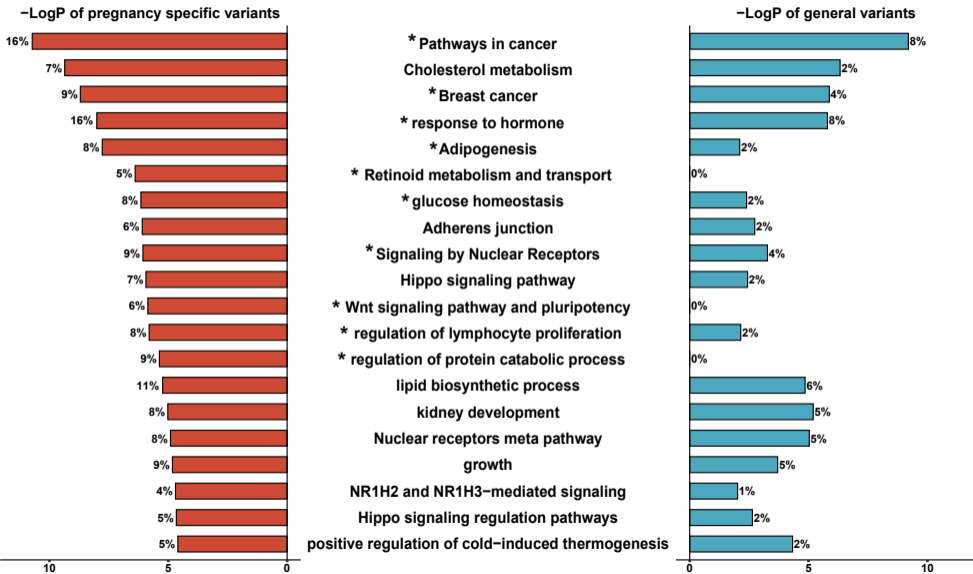 −LogP of pregnancy specific variants −LogP of general variants
16% * Pathways in cancer 8%
7% Cholesterol metabolism 2%
9% * Breast cancer 4%
16% * response to hormone 8%
8% * Adipogenesis 2%
5% * Retinoid metabolism and transport 0%
8% * glucose homeostasis 2%
6% Adherens junction 2%
9% * Signaling by Nuclear Receptors 4%
7% Hippo signaling pathway 2%
6% * Wnt signaling pathway and pluripotency 0%
8% * regulation of lymphocyte proliferation 2%
9% * regulation of protein catabolic process 0%
11% lipid biosynthetic process 6%
8% kidney development 5%
8% Nuclear receptors meta pathway 5%
9% growth 5%
4% NR1H2 and NR1H3−mediated signaling 1%
5% Hippo signaling regulation pathways 2%
5% positive regulation of cold−induced thermogenesis 2%
10 5 0 0 5 10